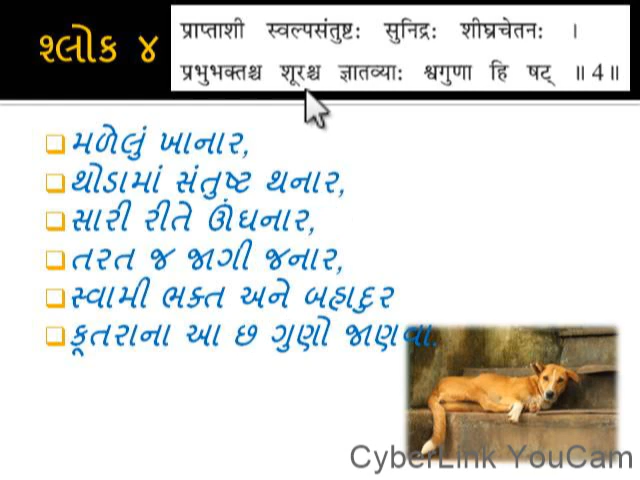 શ્લોક ૪
प्राप्ताशी स्वल्पसंतुष्टः सुनिद्रः शीघ्रचेतनः ।
प्रभुभक्तश्च शूरश्च ज्ञातव्याः श्वगुणा हि षट् ॥ 4 ॥
મળેલું ખાનાર,
થોડામાં સંતુષ્ટ થનાર,
સારી રીતે ઊંઘનાર,
તરત જ જાગી જનાર,
સ્વામી ભક્ત અને બહાદુર
કૂતરાના આ છ ગુણો જાણવા.
CyberLink YouCam